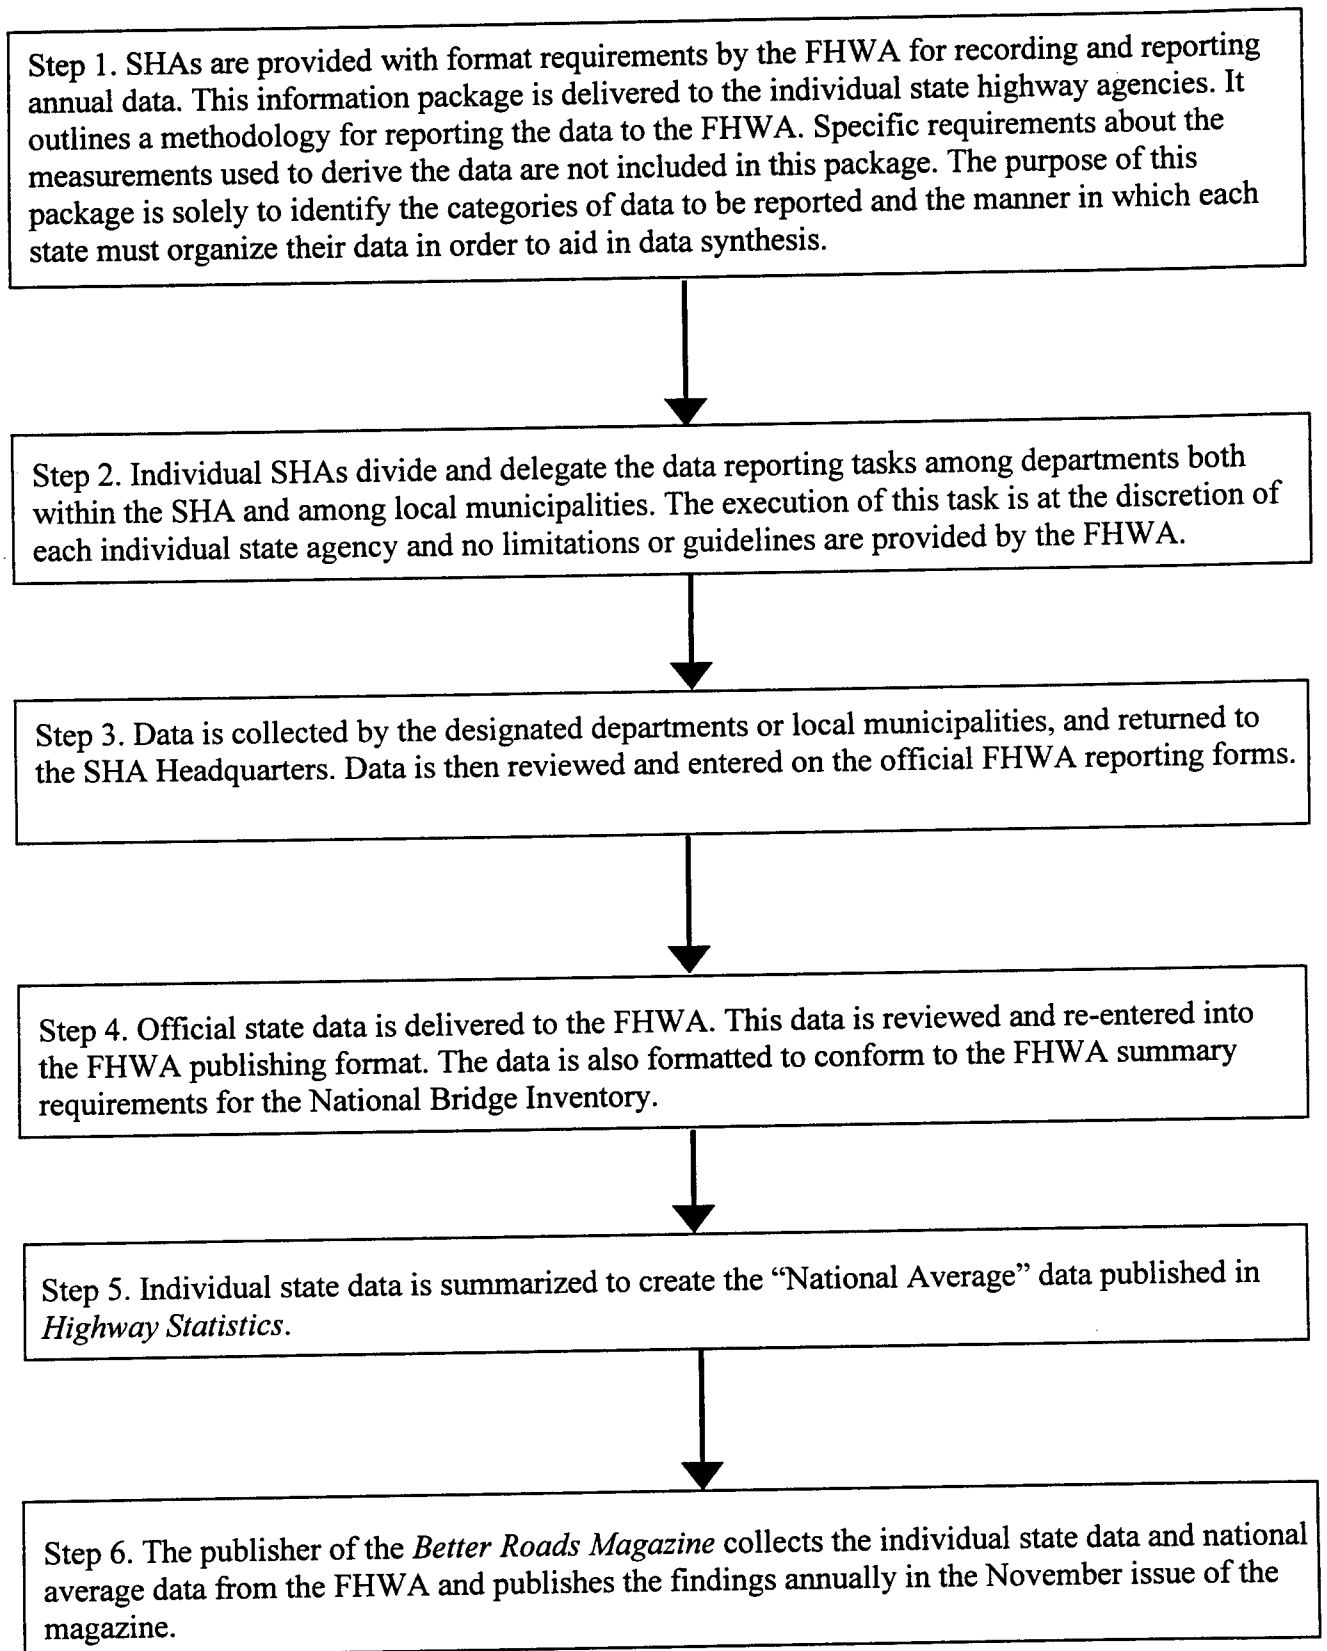 Step 1. SHAs are provided with format requirements by the FHWA for recording and reporting
annual data. This information package is delivered to the individual state highway agencies. It
outlines a methodology for reporting the data to the FHWA. Specific requirements about the
measurements used to derive the data are not included in this package. The purpose of this
package is solely to identify the categories of data to be reported and the manner in which each
state must organize their data in order to aid in data synthesis.
Step 2. Individual SHAs divide and delegate the data reporting tasks among departments both
within the SHA and among local municipalities. The execution of this task is at the discretion of
each individual state agency and no limitations or guidelines are provided by the FHWA.
Step 3. Data is collected by the designated departments or local municipalities, and returned to
the SHA Headquarters. Data is then reviewed and entered on the official FHWA reporting forms.
Step 4. Official state data is delivered to the FHWA. This data is reviewed and re-entered into
the FHWA publishing format. The data is also formatted to conform to the FHWA summary
requirements for the National Bridge Inventory.
Step 5. Individual state data is summarized to create the “National Average” data published in
Highway Statistics.
Step 6. The publisher of the Better Roads Magazine collects the individual state data and national
average data from the FHWA and publishes the findings annually in the November issue of the
magazine.